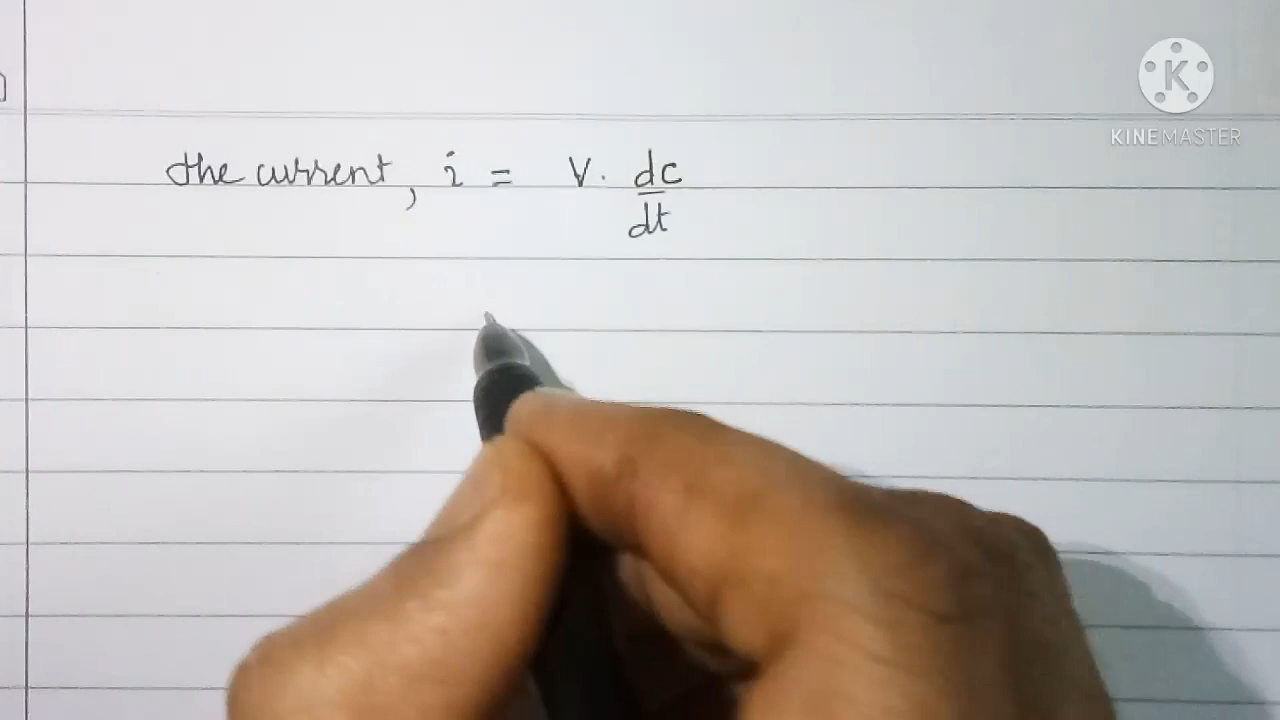 the current, i = V. dc
dt
K
KINEMASTER